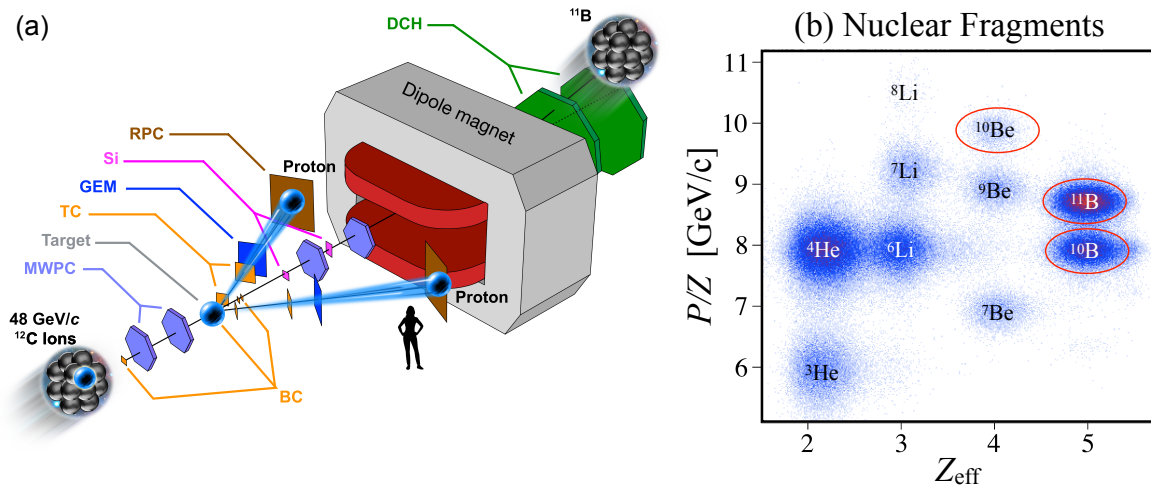 (a)
¹¹B
DCH
Dipole magnet
RPC
Proton
Si
GEM
TC
Target
MWPC
Proton
48 GeV/c
¹²C Ions
BC
(b) Nuclear Fragments
P/Z [GeV/c]
11
10
9
8
7
6
⁸Li
¹⁰Be
⁷Li
⁹Be
¹¹B
⁴He
⁶Li
¹⁰B
⁷Be
³He
2
3
4
5
Zeff